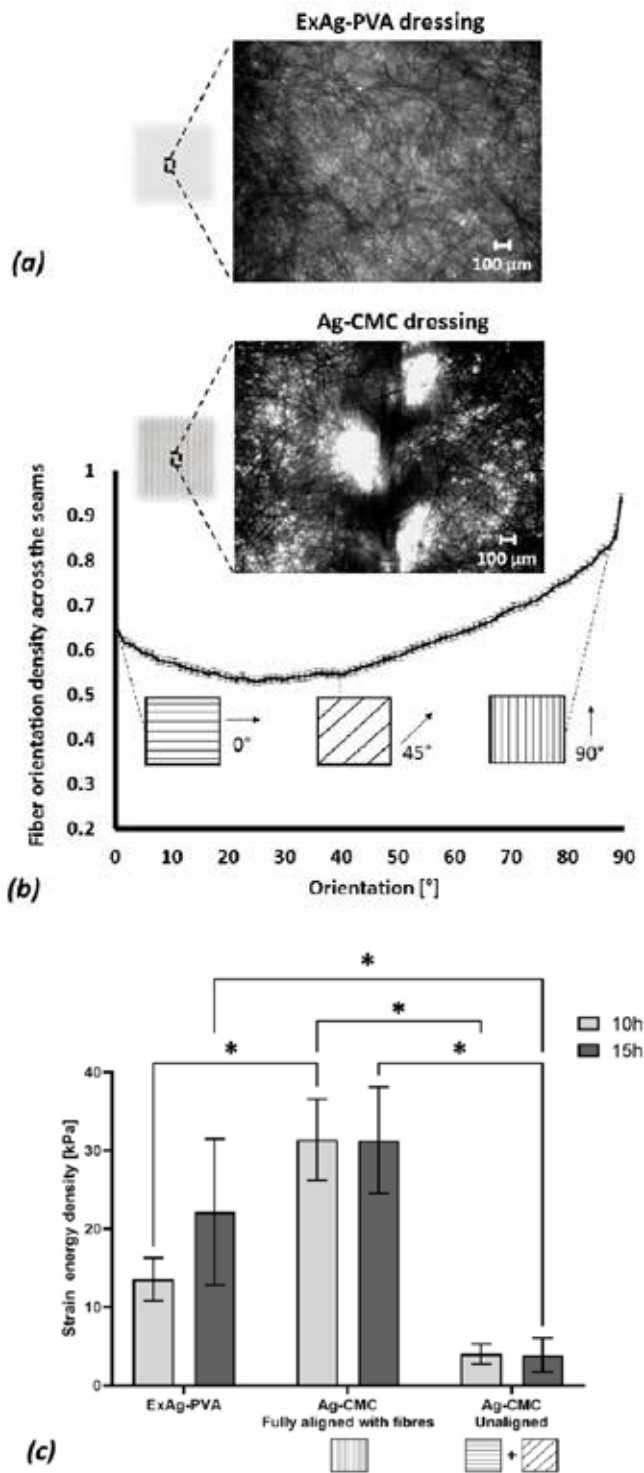 ExAg-PVA dressing
100 µm
(a)
Ag-CMC dressing
100 µm
Fiber orientation density across the seams
1
0.9
0.8
0.7
0.6
0.5
0.4
0.3
0.2
0°
45°
90°
0 10 20 30 40 50 60 70 80 90
Orientation [°]
(b)
*
*
* *
10h
15h
Strain energy density [kPa]
40
30
20
10
0
ExAg-PVA
Ag-CMC
Fully aligned with fibres
Ag-CMC
Unaligned
+
(c)